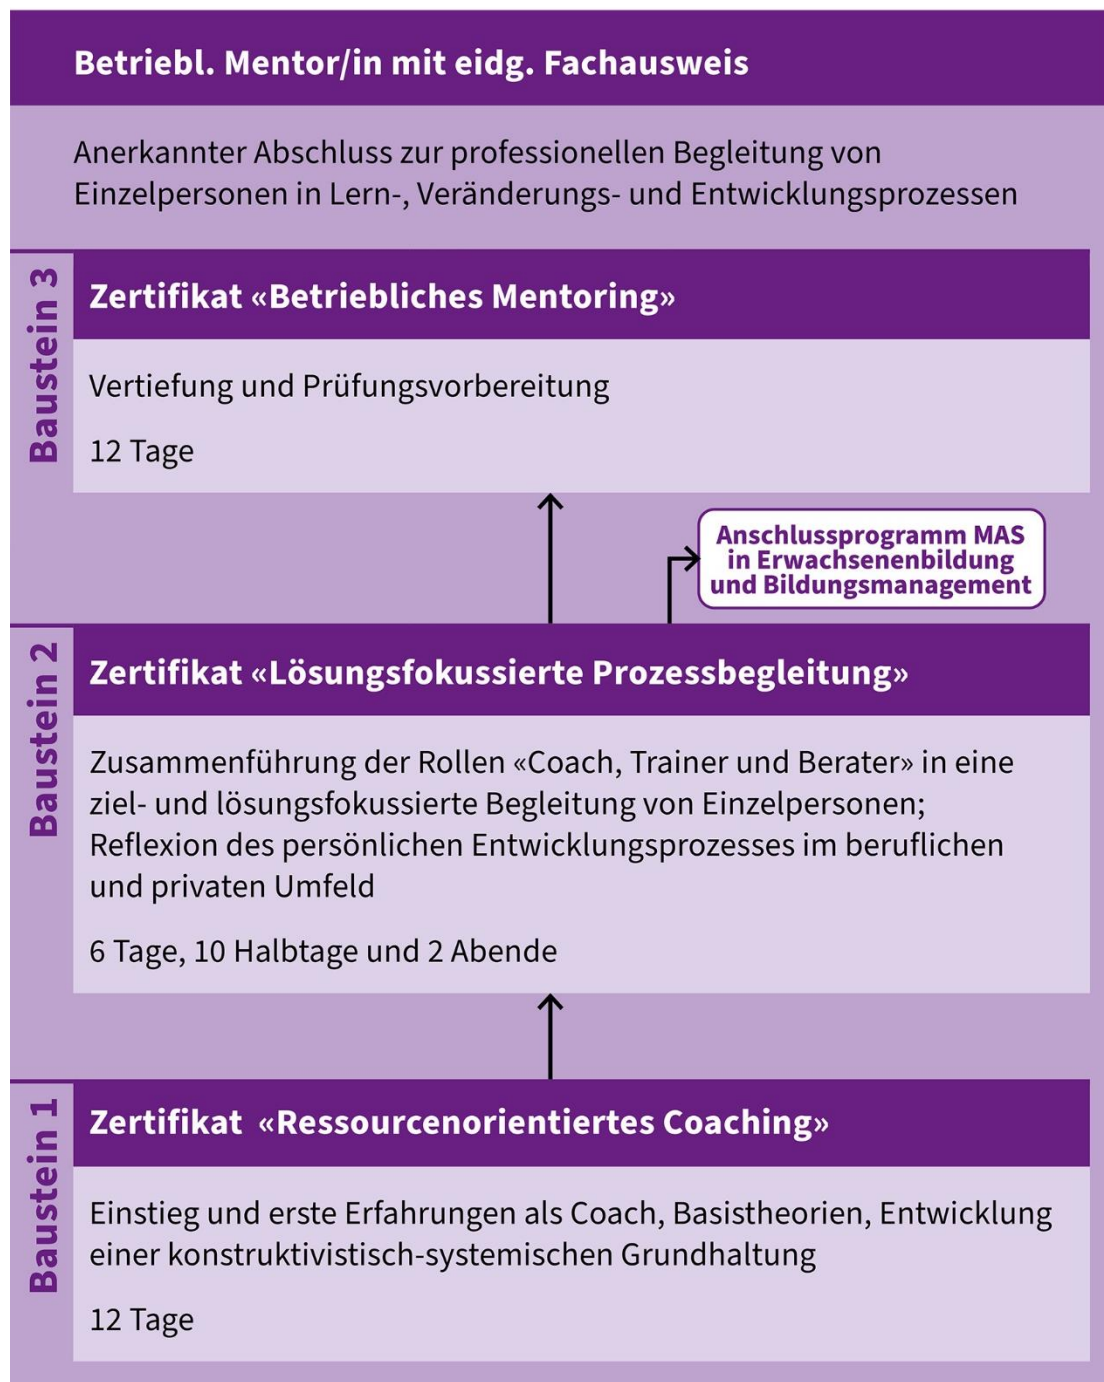 Betriebl. Mentor/in mit eidg. Fachausweis
Anerkannter Abschluss zur professionellen Begleitung von
Einzelpersonen in Lern-, Veränderungs- und Entwicklungsprozessen
Baustein 3
Zertifikat «Betriebliches Mentoring»
Vertiefung und Prüfungsvorbereitung
12 Tage
Anschlussprogramm MAS
in Erwachsenenbildung
und Bildungsmanagement
Baustein 2
Zertifikat «Lösungsfokussierte Prozessbegleitung»
Zusammenführung der Rollen «Coach, Trainer und Berater» in eine
ziel- und lösungsfokussierte Begleitung von Einzelpersonen;
Reflexion des persönlichen Entwicklungsprozesses im beruflichen
und privaten Umfeld
6 Tage, 10 Halbtage und 2 Abende
Baustein 1
Zertifikat «Ressourcenorientiertes Coaching»
Einstieg und erste Erfahrungen als Coach, Basistheorien, Entwicklung
einer konstruktivistisch-systemischen Grundhaltung
12 Tage